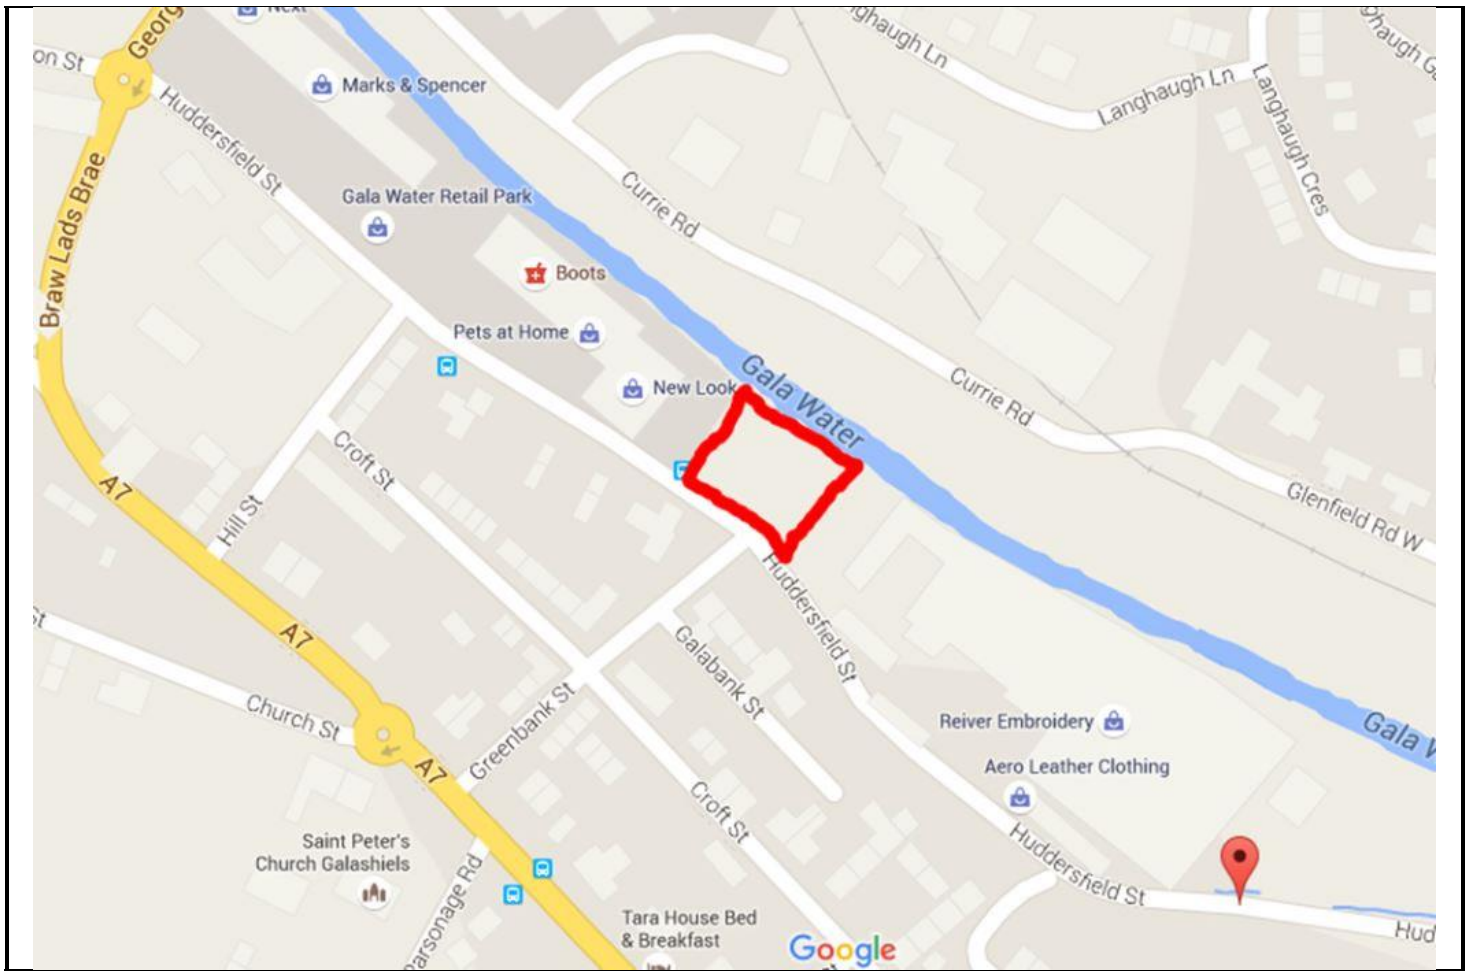 Next
Georg
on St
Huddersfield St
Marks & Spencer
Langhaugh Ln
Langhaugh Cres
Braw Lads Brae
Gala Water Retail Park
Currie Rd
Boots
Pets at Home
New Look
Gala Water
Currie Rd
Croft St
Hill St
A7
Glenfield Rd W
Huddersfield St
A7
St
Church St
Galabank St
Greenbank St
A7
Reiver Embroidery
Gala W
Aero Leather Clothing
Croft St
Huddersfield St
Saint Peter's
Church Galashiels
Parsonage Rd
Tara House Bed
& Breakfast
Google
Hud